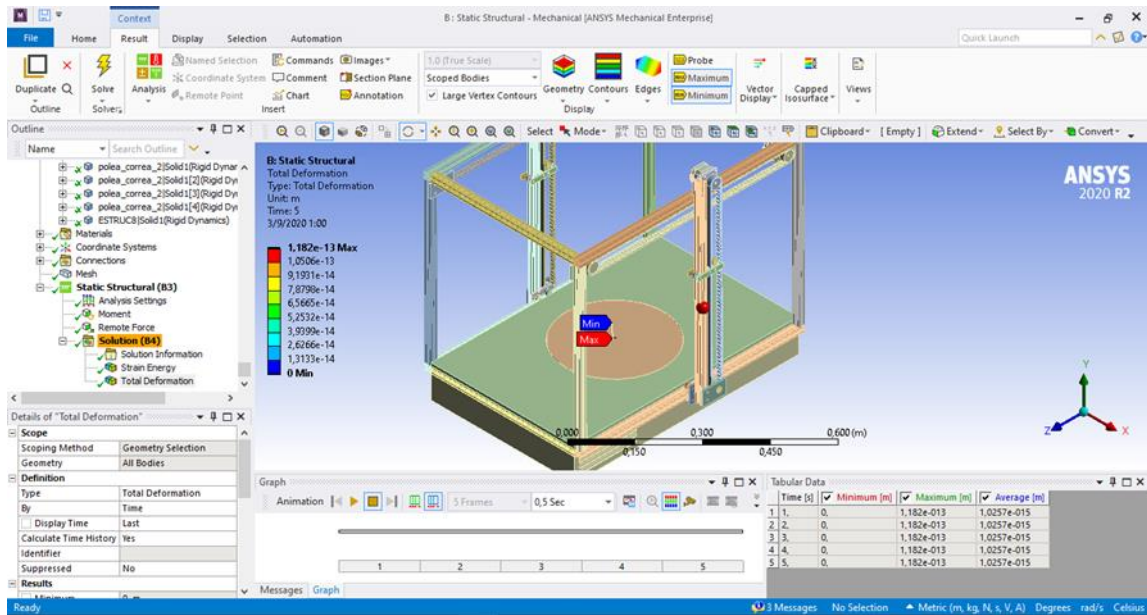 Context
B : Static Structural - Mechanical [ANSYS Mechanical Enterprise]
File Home Result Display Selection Automation
Quick Launch
Duplicate Q
Outline
Solve
Solver
Analysis
Named Selection
Coordinate System
Remote Point
Commands
Comment
Chart
Images
Section Plane
Annotation
Insert
1.0 (True Scale)
Scoped Bodies
Large Vertex Contours
Geometry Contours Edges
Display
Probe
Maximum
Minimum
Vector Display
Capped Isosurface
Views
Outline
Name
Search Outline
Select Mode Clipboard [ Empty ] Extend Select By Convert
polea_correa_2|Solid1(Rigid Dynar
polea_correa_2|Solid1[2](Rigid Dy
polea_correa_2|Solid1[3](Rigid Dy
polea_correa_2|Solid1[4](Rigid Dy
ESTRUC8|Solid1(Rigid Dynamics)
Materials
Coordinate Systems
Connections
Mesh
Static Structural (B3)
Analysis Settings
Moment
Remote Force
Solution (B4)
Solution Information
Strain Energy
Total Deformation
B: Static Structural
Total Deformation
Type: Total Deformation
Unit: m
Time: 5
3/9/2020 1:00
1,182e-13 Max
1,0506e-13
9,1931e-14
7,8798e-14
6,5665e-14
5,2532e-14
3,9399e-14
2,6266e-14
1,3133e-14
0 Min
Min
Max
ANSYS
2020 R2
0,000 0,300 0,600 (m)
0,150 0,450
Y
Z X
Details of "Total Deformation"
Scope
Scoping Method Geometry Selection
Geometry All Bodies
Definition
Type Total Deformation
By Time
Display Time Last
Calculate Time History Yes
Identifier
Suppressed No
Results
Minimum 0, m
Graph
Animation 5 Frames 0,5 Sec
1 2 3 4 5
Messages Graph
Tabular Data
Time [s] Minimum [m] Maximum [m] Average [m]
1 1, 0, 1,182e-013 1,0257e-015
2 2, 0, 1,182e-013 1,0257e-015
3 3, 0, 1,182e-013 1,0257e-015
4 4, 0, 1,182e-013 1,0257e-015
5 5, 0, 1,182e-013 1,0257e-015
Ready
3 Messages No Selection Metric (m, kg, N, s, V, A) Degrees rad/s Celsius